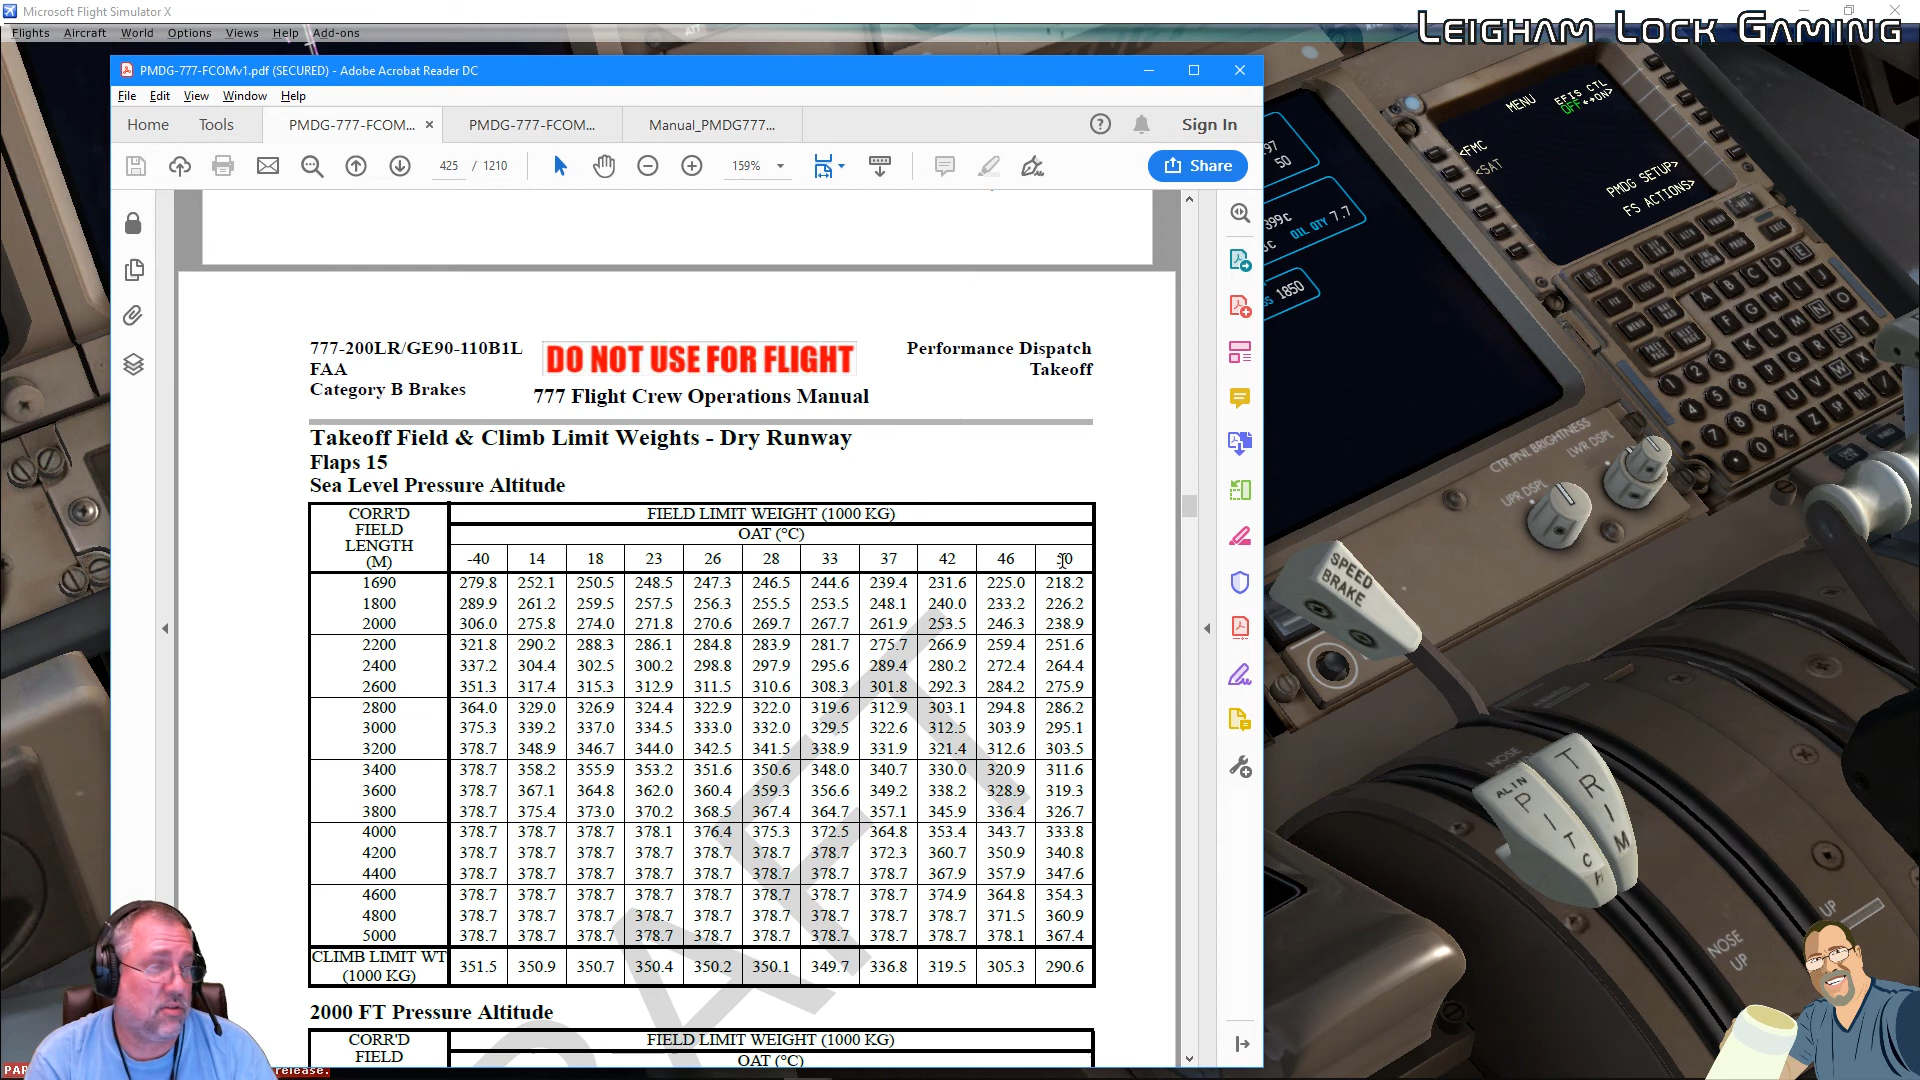 Microsoft Flight Simulator X
Flights Aircraft World Options Views Help Add-ons
LEIGHAM LOCK GAMING
PMDG-777-FCOMv1.pdf (SECURED) - Adobe Acrobat Reader DC
File Edit View Window Help
Home Tools PMDG-777-FCOM... × PMDG-777-FCOM... Manual_PMDG777... Sign In
425 / 1210 159% Share
777-200LR/GE90-110B1L
FAA
Category B Brakes
DO NOT USE FOR FLIGHT
777 Flight Crew Operations Manual
Performance Dispatch
Takeoff
Takeoff Field & Climb Limit Weights - Dry Runway
Flaps 15
Sea Level Pressure Altitude
CORR'D FIELD LENGTH (M)
FIELD LIMIT WEIGHT (1000 KG)
OAT (°C)
-40 14 18 23 26 28 33 37 42 46
1690 279.8 252.1 250.5 248.5 247.3 246.5 244.6 239.4 231.6 225.0 218.2
1800 289.9 261.2 259.5 257.5 256.3 255.5 253.5 248.1 240.0 233.2 226.2
2000 306.0 275.8 274.0 271.8 270.6 269.7 267.7 261.9 253.5 246.3 238.9
2200 321.8 290.2 288.3 286.1 284.8 283.9 281.7 275.7 266.9 259.4 251.6
2400 337.2 304.4 302.5 300.2 298.8 297.9 295.6 289.4 280.2 272.4 264.4
2600 351.3 317.4 315.3 312.9 311.5 310.6 308.3 301.8 292.3 284.2 275.9
2800 364.0 329.0 326.9 324.4 322.9 322.0 319.6 312.9 303.1 294.8 286.2
3000 375.3 339.2 337.0 334.5 333.0 332.0 329.5 322.6 312.5 303.9 295.1
3200 378.7 348.9 346.7 344.0 342.5 341.5 338.9 331.9 321.4 312.6 303.5
3400 378.7 358.2 355.9 353.2 351.6 350.6 348.0 340.7 330.0 320.9 311.6
3600 378.7 367.1 364.8 362.0 360.4 359.3 356.6 349.2 338.2 328.9 319.3
3800 378.7 375.4 373.0 370.2 368.5 367.4 364.7 357.1 345.9 336.4 326.7
4000 378.7 378.7 378.7 378.1 376.4 375.3 372.5 364.8 353.4 343.7 333.8
4200 378.7 378.7 378.7 378.7 378.7 378.7 378.7 372.3 360.7 350.9 340.8
4400 378.7 378.7 378.7 378.7 378.7 378.7 378.7 378.7 367.9 357.9 347.6
4600 378.7 378.7 378.7 378.7 378.7 378.7 378.7 378.7 374.9 364.8 354.3
4800 378.7 378.7 378.7 378.7 378.7 378.7 378.7 378.7 378.7 371.5 360.9
5000 378.7 378.7 378.7 378.7 378.7 378.7 378.7 378.7 378.7 378.1 367.4
CLIMB LIMIT WT (1000 KG) 351.5 350.9 350.7 350.4 350.2 350.1 349.7 336.8 319.5 305.3 290.6
2000 FT Pressure Altitude
CORR'D FIELD
FIELD LIMIT WEIGHT (1000 KG)
OAT (°C)
MENU
EFIS CTL
OFF↔ON>
<FMC
<SAT
PMDG SETUP>
FS ACTIONS>
97
50
OIL QTY 7.7
1850
CTR PNL BRIGHTNESS
UPR DSPL
LWR DSPL
SPEED BRAKE
NOSE
ALTN PITCH
TRIM
NOSE UP
UP
release.